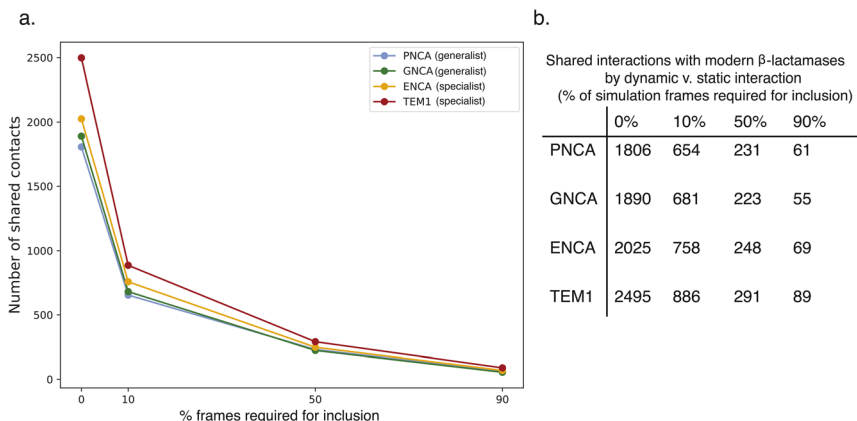 a.
2500
2000
1500
1000
500
0
Number of shared contacts
0 10 50 90
% frames required for inclusion
PNCA (generalist)
GNCA (generalist)
ENCA (specialist)
TEM1 (specialist)
b.
Shared interactions with modern β-lactamases
by dynamic v. static interaction
(% of simulation frames required for inclusion)
0% 10% 50% 90%
PNCA 1806 654 231 61
GNCA 1890 681 223 55
ENCA 2025 758 248 69
TEM1 2495 886 291 89